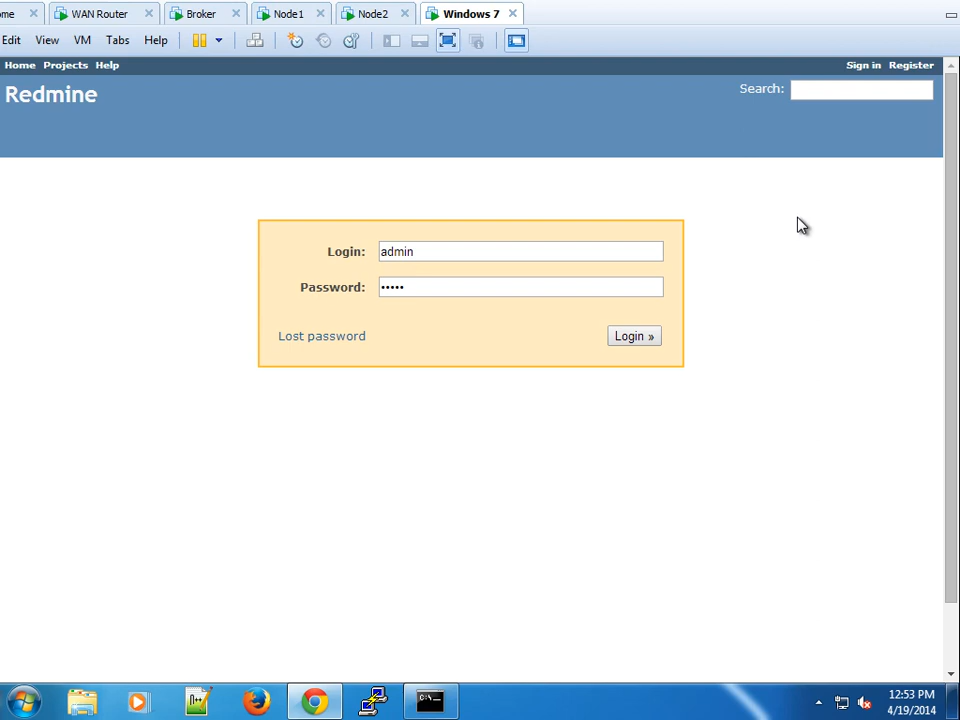 ome WAN Router Broker Node1 Node2 Windows 7
Edit View VM Tabs Help
Home Projects Help Sign in Register
Redmine
Search:
Login: admin
Password: •••••
Lost password Login »
12:53 PM
4/19/2014